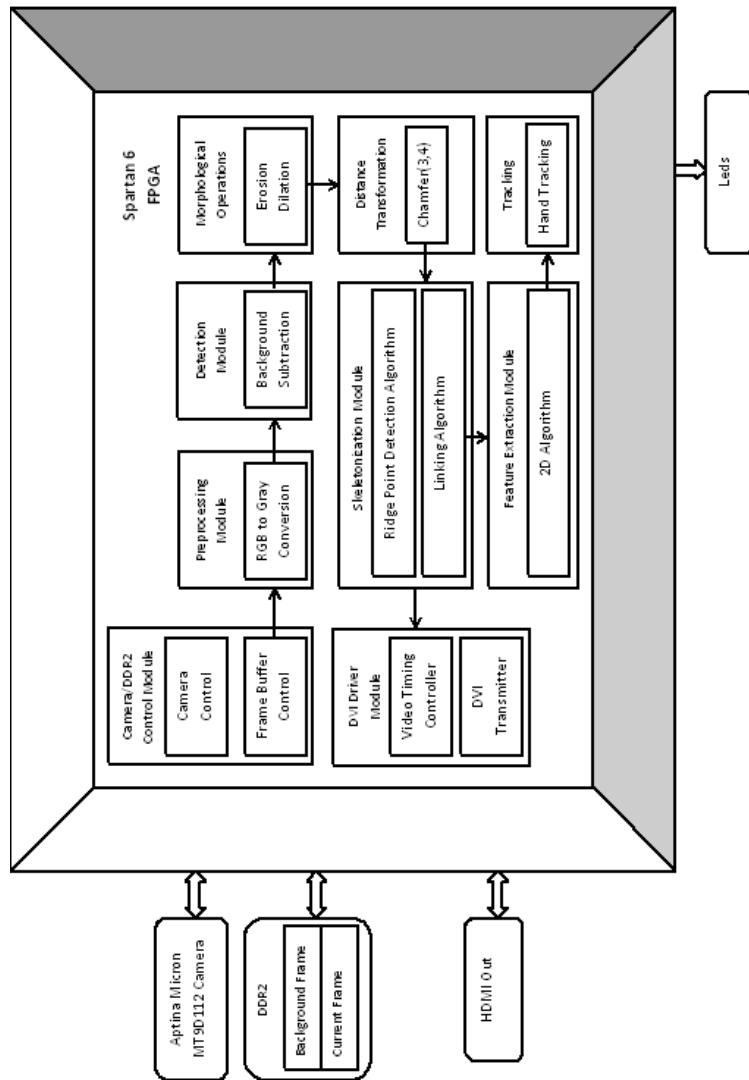 Aptina Micron
MT9D112 Camera
DDR2
Background Frame
Current Frame
HDMI Out
Spartan 6
FPGA
Camera/DDR2
Control Module
Camera
Control
Frame Buffer
Control
Preprocessing
Module
RGB to Gray
Conversion
Detection
Module
Background
Subtraction
Morphological
Operations
Erosion
Dilation
DVI Driver
Module
Video Timing
Controller
DVI
Transmitter
Skeletonization Module
Ridge Point Detection Algorithm
Linking Algorithm
Distance
Transformation
Chamfer(3,4)
Feature Extraction Module
2D Algorithm
Tracking
Hand Tracking
Leds